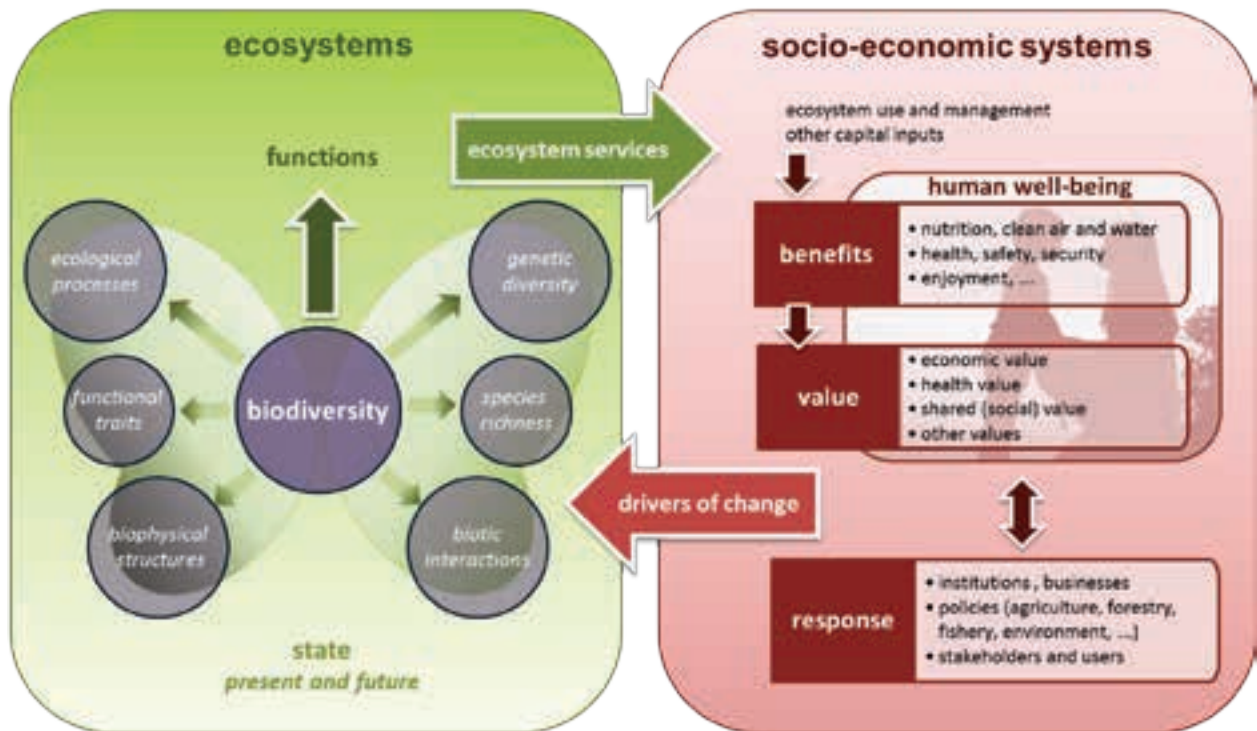 ecosystems
functions
ecosystem services
ecological
processes
genetic
diversity
functional
traits
biodiversity
species
richness
biophysical
structures
biotic
interactions
state
present and future
socio-economic systems
ecosystem use and management
other capital inputs
human well-being
benefits
• nutrition, clean air and water
• health, safety, security
• enjoyment, ...
value
• economic value
• health value
• shared (social) value
• other values
drivers of change
response
• institutions, businesses
• policies (agriculture, forestry,
fishery, environment, ...)
• stakeholders and users